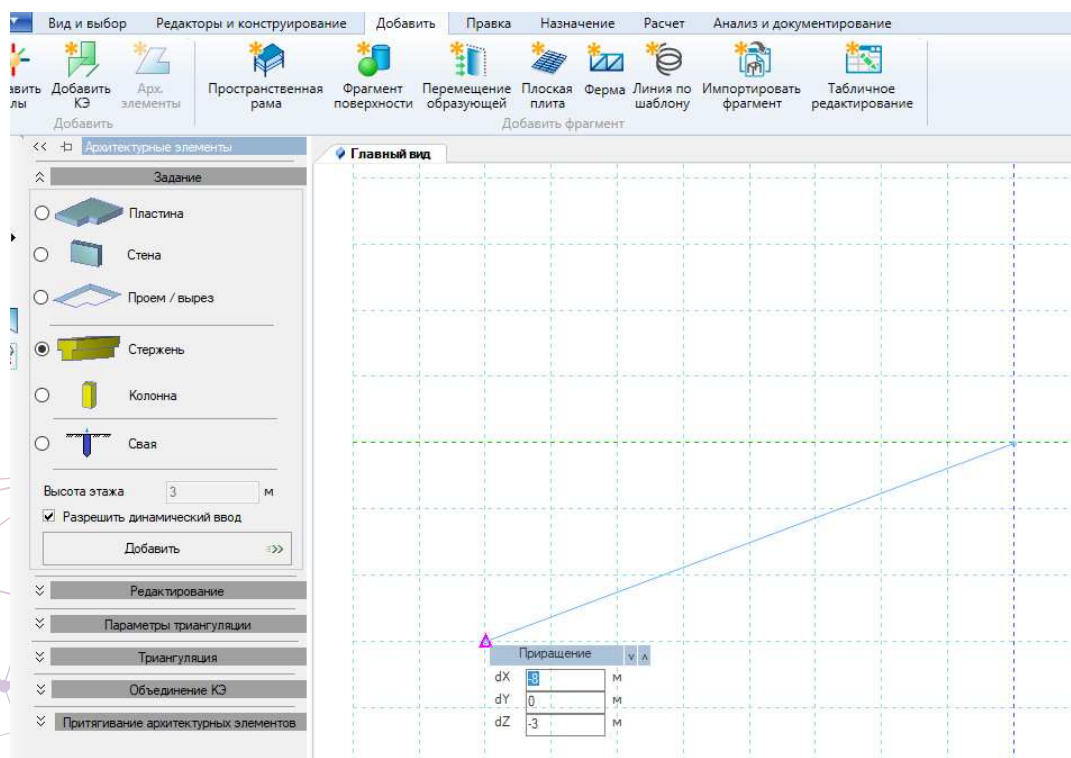 Вид и выбор Редакторы и конструирование Добавить Правка Назначение Расчет Анализ и документирование
авить Добавить Арх. Пространственная Фрагмент Перемещение Плоская Ферма Линия по Импортировать Табличное
лы КЭ элементы рама поверхности образующей плита шаблону фрагмент редактирование
Добавить Добавить фрагмент
<< Архитектурные элементы
Главный вид
Задание
Пластина
Стена
Проем / вырез
Стержень
Колонна
Свая
Высота этажа 3 м
Разрешить динамический ввод
Добавить
Редактирование
Параметры триангуляции
Триангуляция
Объединение КЭ
Притягивание архитектурных элементов
Приращение
dX -8 м
dY 0 м
dZ -3 м